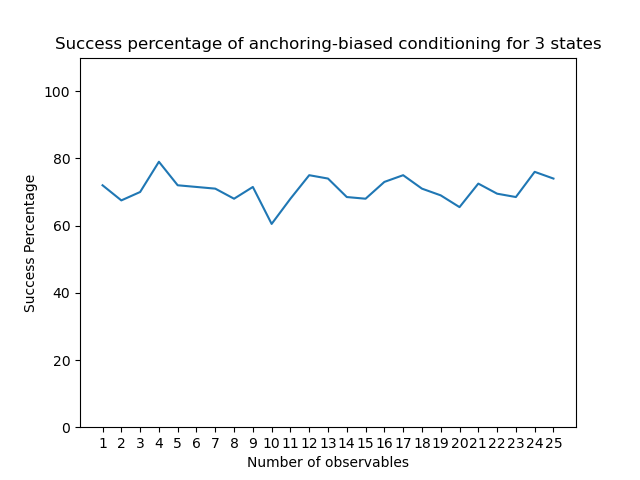 Success percentage of anchoring-biased conditioning for 3 states
100
80
60
40
20
0
Success Percentage
1 2 3 4 5 6 7 8 9 10 11 12 13 14 15 16 17 18 19 20 21 22 23 24 25
Number of observables